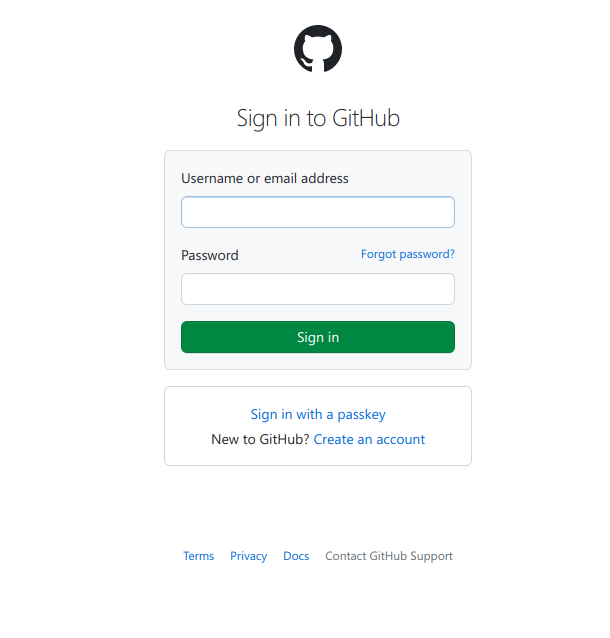 Sign in to GitHub
Username or email address
Password Forgot password?
Sign in
Sign in with a passkey
New to GitHub? Create an account
Terms Privacy Docs Contact GitHub Support